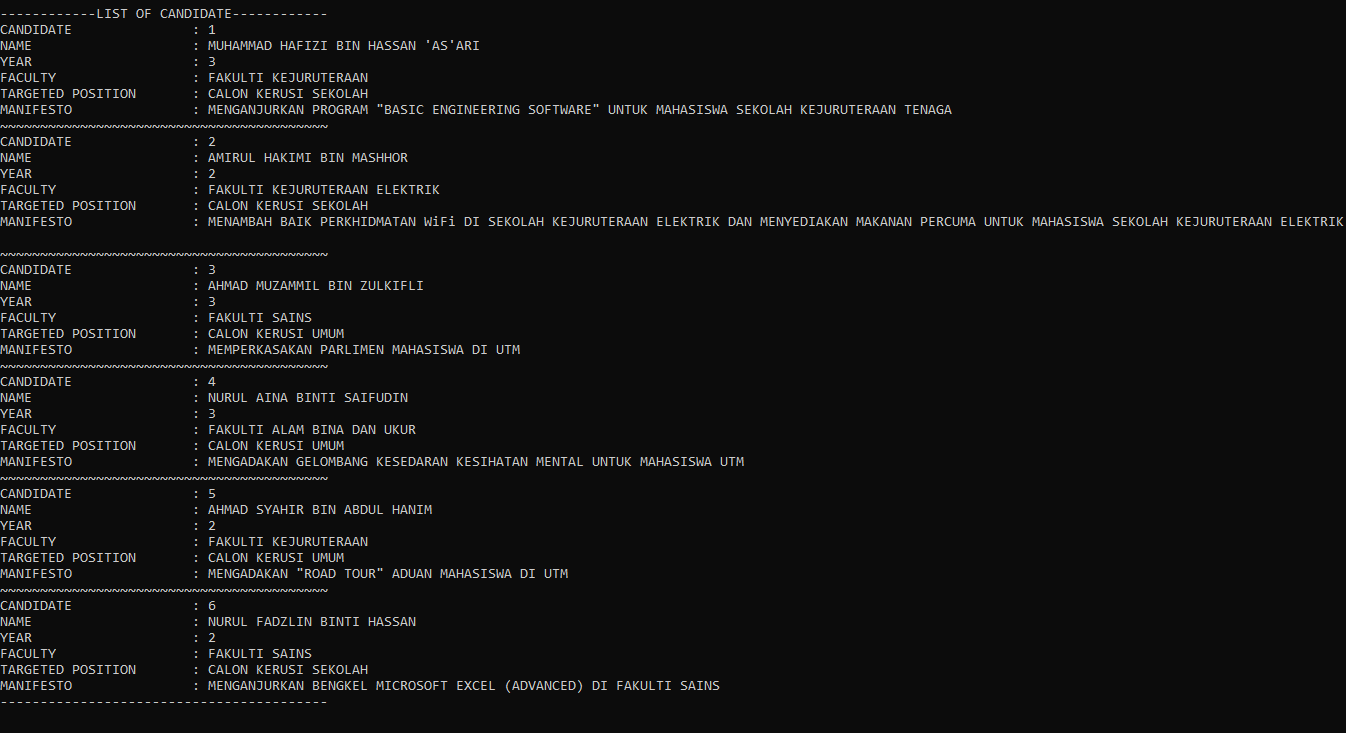 ------------LIST OF CANDIDATE------------
CANDIDATE : 1
NAME : MUHAMMAD HAFIZI BIN HASSAN 'AS'ARI
YEAR : 3
FACULTY : FAKULTI KEJURUTERAAN
TARGETED POSITION : CALON KERUSI SEKOLAH
MANIFESTO : MENGANJURKAN PROGRAM "BASIC ENGINEERING SOFTWARE" UNTUK MAHASISWA SEKOLAH KEJURUTERAAN TENAGA
~~~~~~~~~~~~~~~~~~~~~~~~~~~~~~~~~~~~~~~~~
CANDIDATE : 2
NAME : AMIRUL HAKIMI BIN MASHHOR
YEAR : 2
FACULTY : FAKULTI KEJURUTERAAN ELEKTRIK
TARGETED POSITION : CALON KERUSI SEKOLAH
MANIFESTO : MENAMBAH BAIK PERKHIDMATAN WiFi DI SEKOLAH KEJURUTERAAN ELEKTRIK DAN MENYEDIAKAN MAKANAN PERCUMA UNTUK MAHASISWA SEKOLAH KEJURUTERAAN ELEKTRIK
~~~~~~~~~~~~~~~~~~~~~~~~~~~~~~~~~~~~~~~~~
CANDIDATE : 3
NAME : AHMAD MUZAMMIL BIN ZULKIFLI
YEAR : 3
FACULTY : FAKULTI SAINS
TARGETED POSITION : CALON KERUSI UMUM
MANIFESTO : MEMPERKASAKAN PARLIMEN MAHASISWA DI UTM
~~~~~~~~~~~~~~~~~~~~~~~~~~~~~~~~~~~~~~~~~
CANDIDATE : 4
NAME : NURUL AINA BINTI SAIFUDIN
YEAR : 3
FACULTY : FAKULTI ALAM BINA DAN UKUR
TARGETED POSITION : CALON KERUSI UMUM
MANIFESTO : MENGADAKAN GELOMBANG KESEDARAN KESIHATAN MENTAL UNTUK MAHASISWA UTM
~~~~~~~~~~~~~~~~~~~~~~~~~~~~~~~~~~~~~~~~~
CANDIDATE : 5
NAME : AHMAD SYAHIR BIN ABDUL HANIM
YEAR : 2
FACULTY : FAKULTI KEJURUTERAAN
TARGETED POSITION : CALON KERUSI UMUM
MANIFESTO : MENGADAKAN "ROAD TOUR" ADUAN MAHASISWA DI UTM
~~~~~~~~~~~~~~~~~~~~~~~~~~~~~~~~~~~~~~~~~
CANDIDATE : 6
NAME : NURUL FADZLIN BINTI HASSAN
YEAR : 2
FACULTY : FAKULTI SAINS
TARGETED POSITION : CALON KERUSI SEKOLAH
MANIFESTO : MENGANJURKAN BENGKEL MICROSOFT EXCEL (ADVANCED) DI FAKULTI SAINS
-----------------------------------------